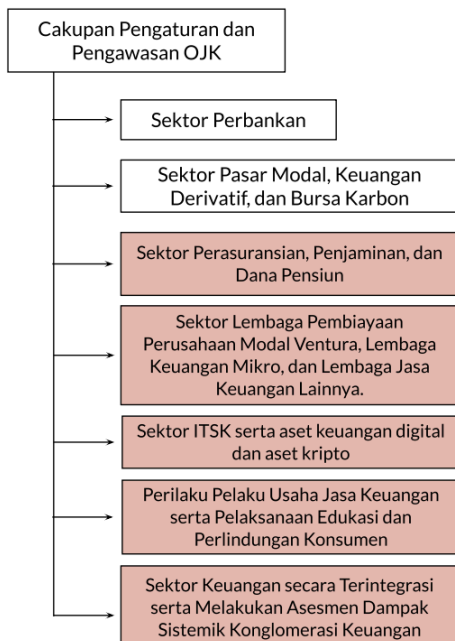 Cakupan Pengaturan dan
Pengawasan OJK
Sektor Perbankan
Sektor Pasar Modal, Keuangan
Derivatif, dan Bursa Karbon
Sektor Perasuransian, Penjaminan, dan
Dana Pensiun
Sektor Lembaga Pembiayaan
Perusahaan Modal Ventura, Lembaga
Keuangan Mikro, dan Lembaga Jasa
Keuangan Lainnya.
Sektor ITSK serta aset keuangan digital
dan aset kripto
Perilaku Pelaku Usaha Jasa Keuangan
serta Pelaksanaan Edukasi dan
Perlindungan Konsumen
Sektor Keuangan secara Terintegrasi
serta Melakukan Asesmen Dampak
Sistemik Konglomerasi Keuangan